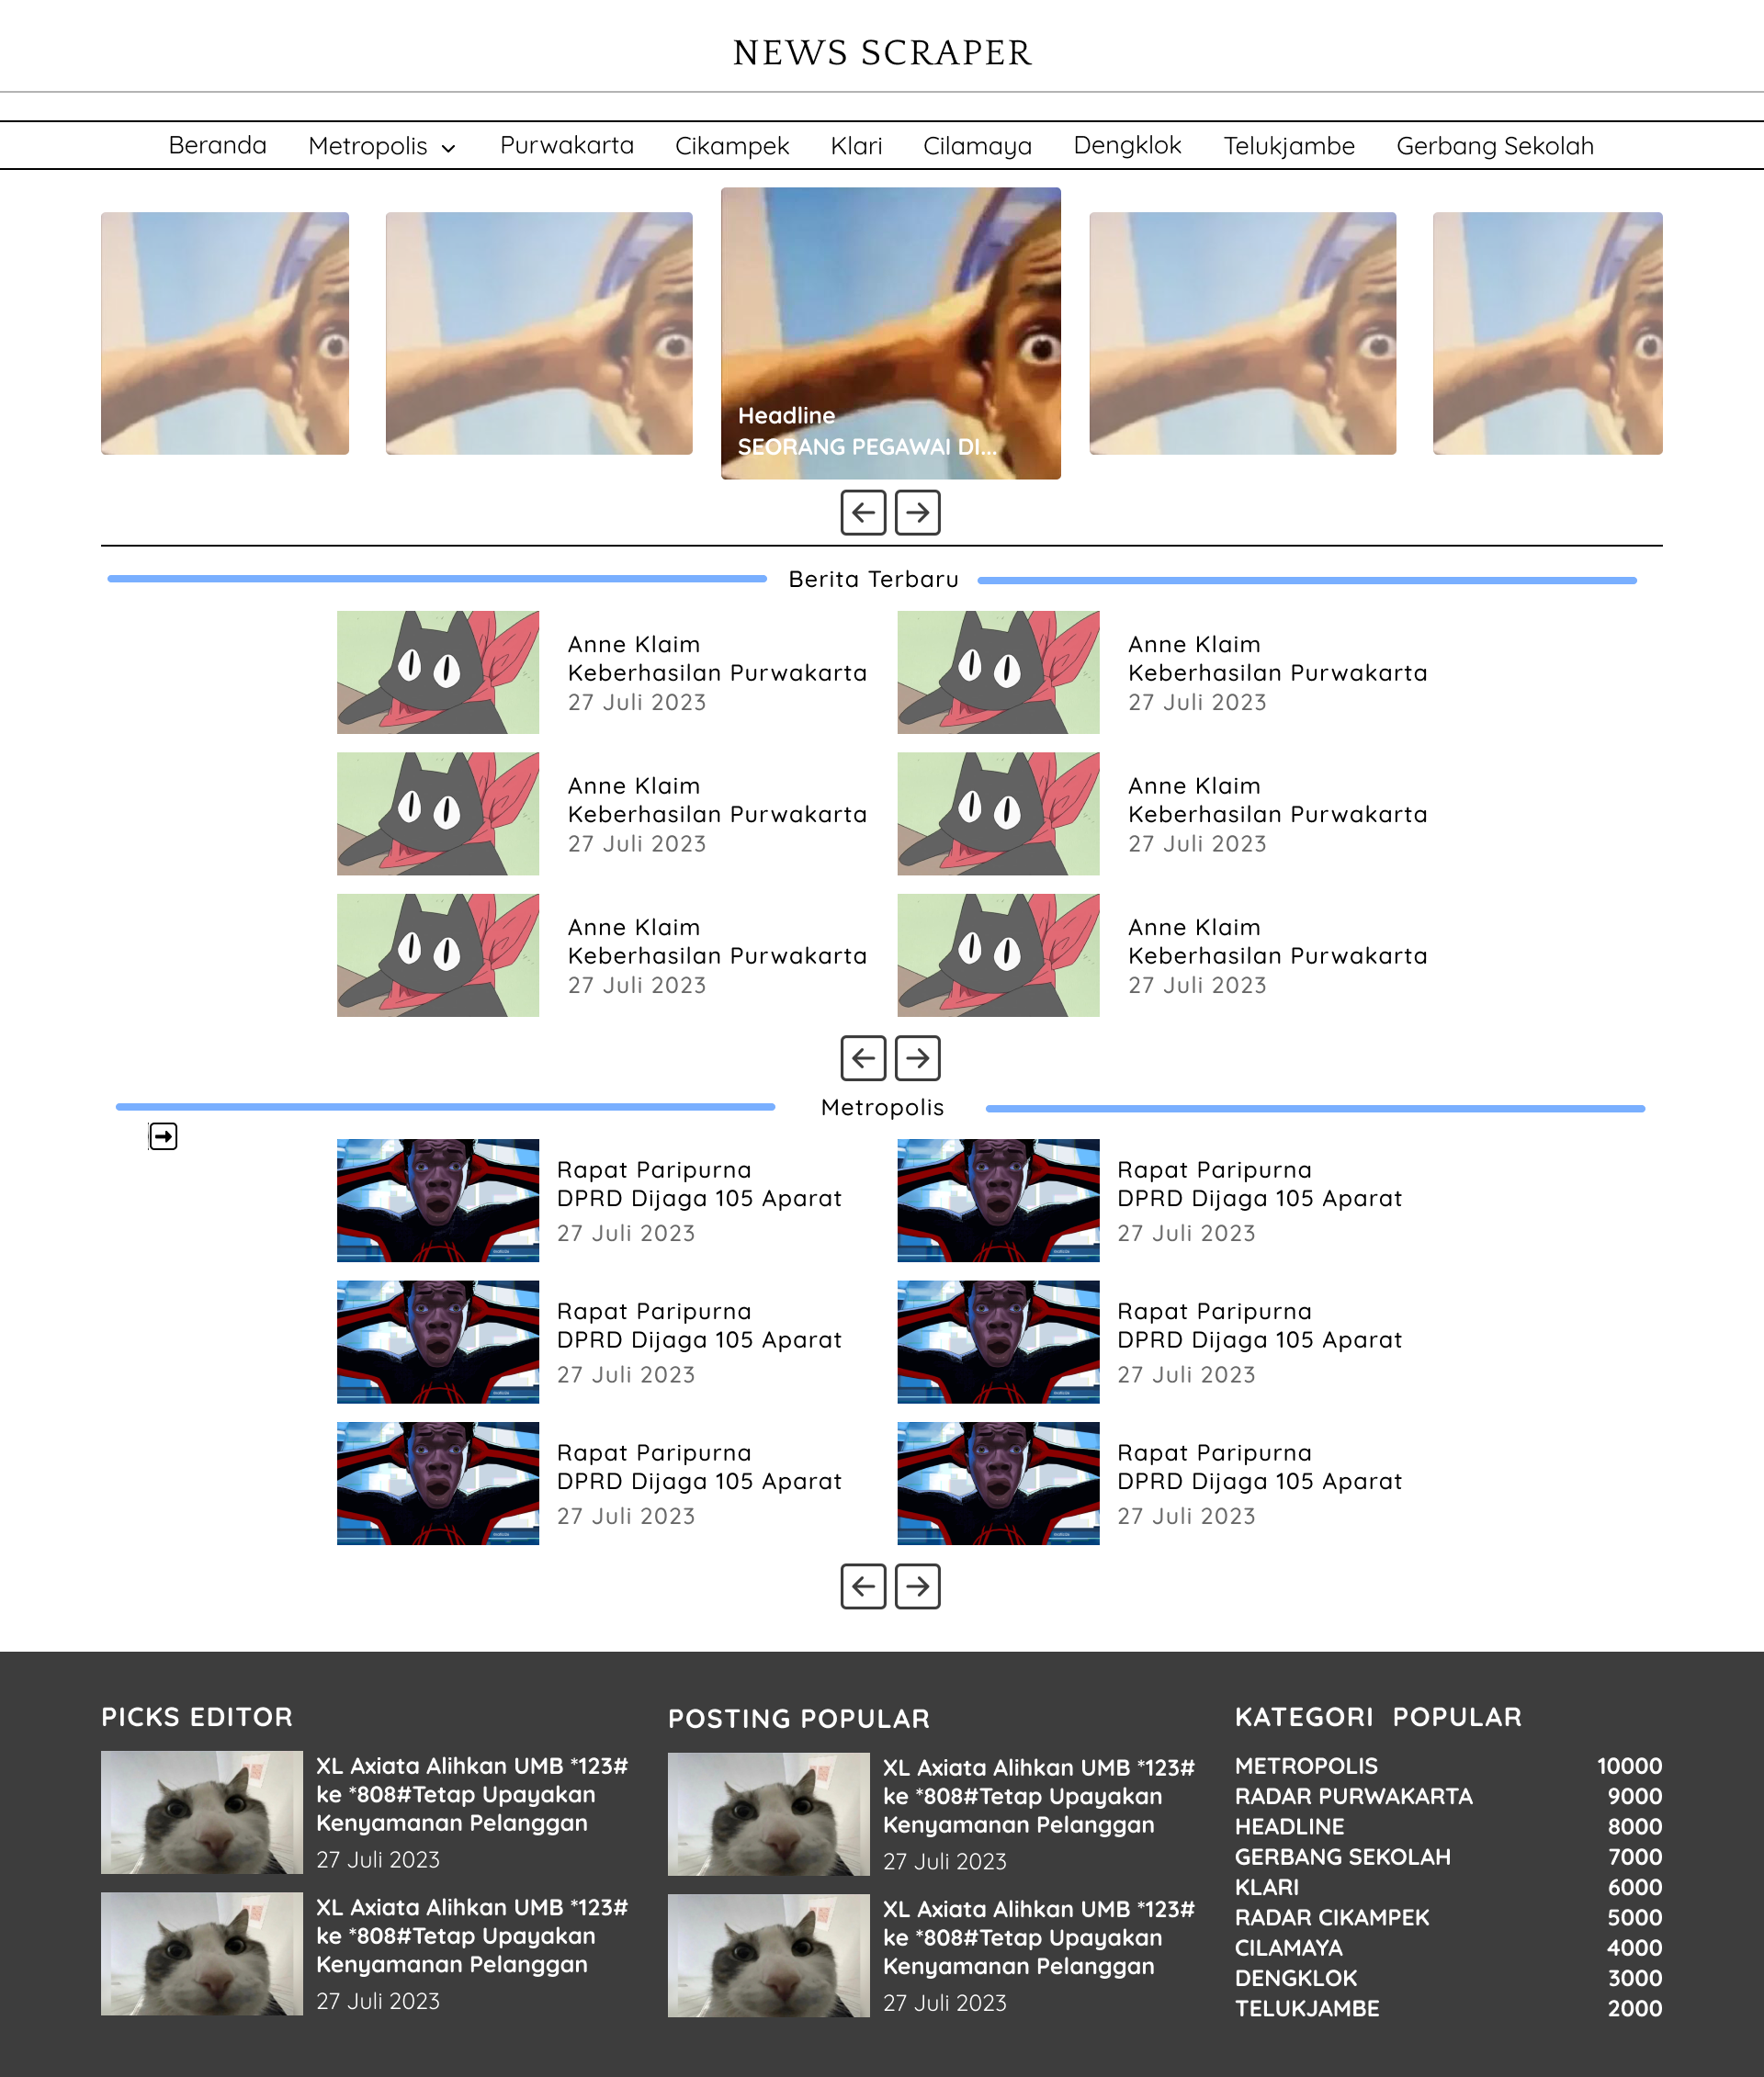 NEWS SCRAPER
Beranda Metropolis Purwakarta Cikampek Klari Cilamaya Dengklok Telukjambe Gerbang Sekolah
Headline
SEORANG PEGAWAI DI...
Berita Terbaru
Anne Klaim
Keberhasilan Purwakarta
27 Juli 2023
Anne Klaim
Keberhasilan Purwakarta
27 Juli 2023
Anne Klaim
Keberhasilan Purwakarta
27 Juli 2023
Anne Klaim
Keberhasilan Purwakarta
27 Juli 2023
Anne Klaim
Keberhasilan Purwakarta
27 Juli 2023
Anne Klaim
Keberhasilan Purwakarta
27 Juli 2023
Metropolis
Rapat Paripurna
DPRD Dijaga 105 Aparat
27 Juli 2023
Rapat Paripurna
DPRD Dijaga 105 Aparat
27 Juli 2023
Rapat Paripurna
DPRD Dijaga 105 Aparat
27 Juli 2023
Rapat Paripurna
DPRD Dijaga 105 Aparat
27 Juli 2023
Rapat Paripurna
DPRD Dijaga 105 Aparat
27 Juli 2023
Rapat Paripurna
DPRD Dijaga 105 Aparat
27 Juli 2023
PICKS EDITOR
XL Axiata Alihkan UMB *123#
ke *808#Tetap Upayakan
Kenyamanan Pelanggan
27 Juli 2023
XL Axiata Alihkan UMB *123#
ke *808#Tetap Upayakan
Kenyamanan Pelanggan
27 Juli 2023
POSTING POPULAR
XL Axiata Alihkan UMB *123#
ke *808#Tetap Upayakan
Kenyamanan Pelanggan
27 Juli 2023
XL Axiata Alihkan UMB *123#
ke *808#Tetap Upayakan
Kenyamanan Pelanggan
27 Juli 2023
KATEGORI POPULAR
METROPOLIS 10000
RADAR PURWAKARTA 9000
HEADLINE 8000
GERBANG SEKOLAH 7000
KLARI 6000
RADAR CIKAMPEK 5000
CILAMAYA 4000
DENGKLOK 3000
TELUKJAMBE 2000